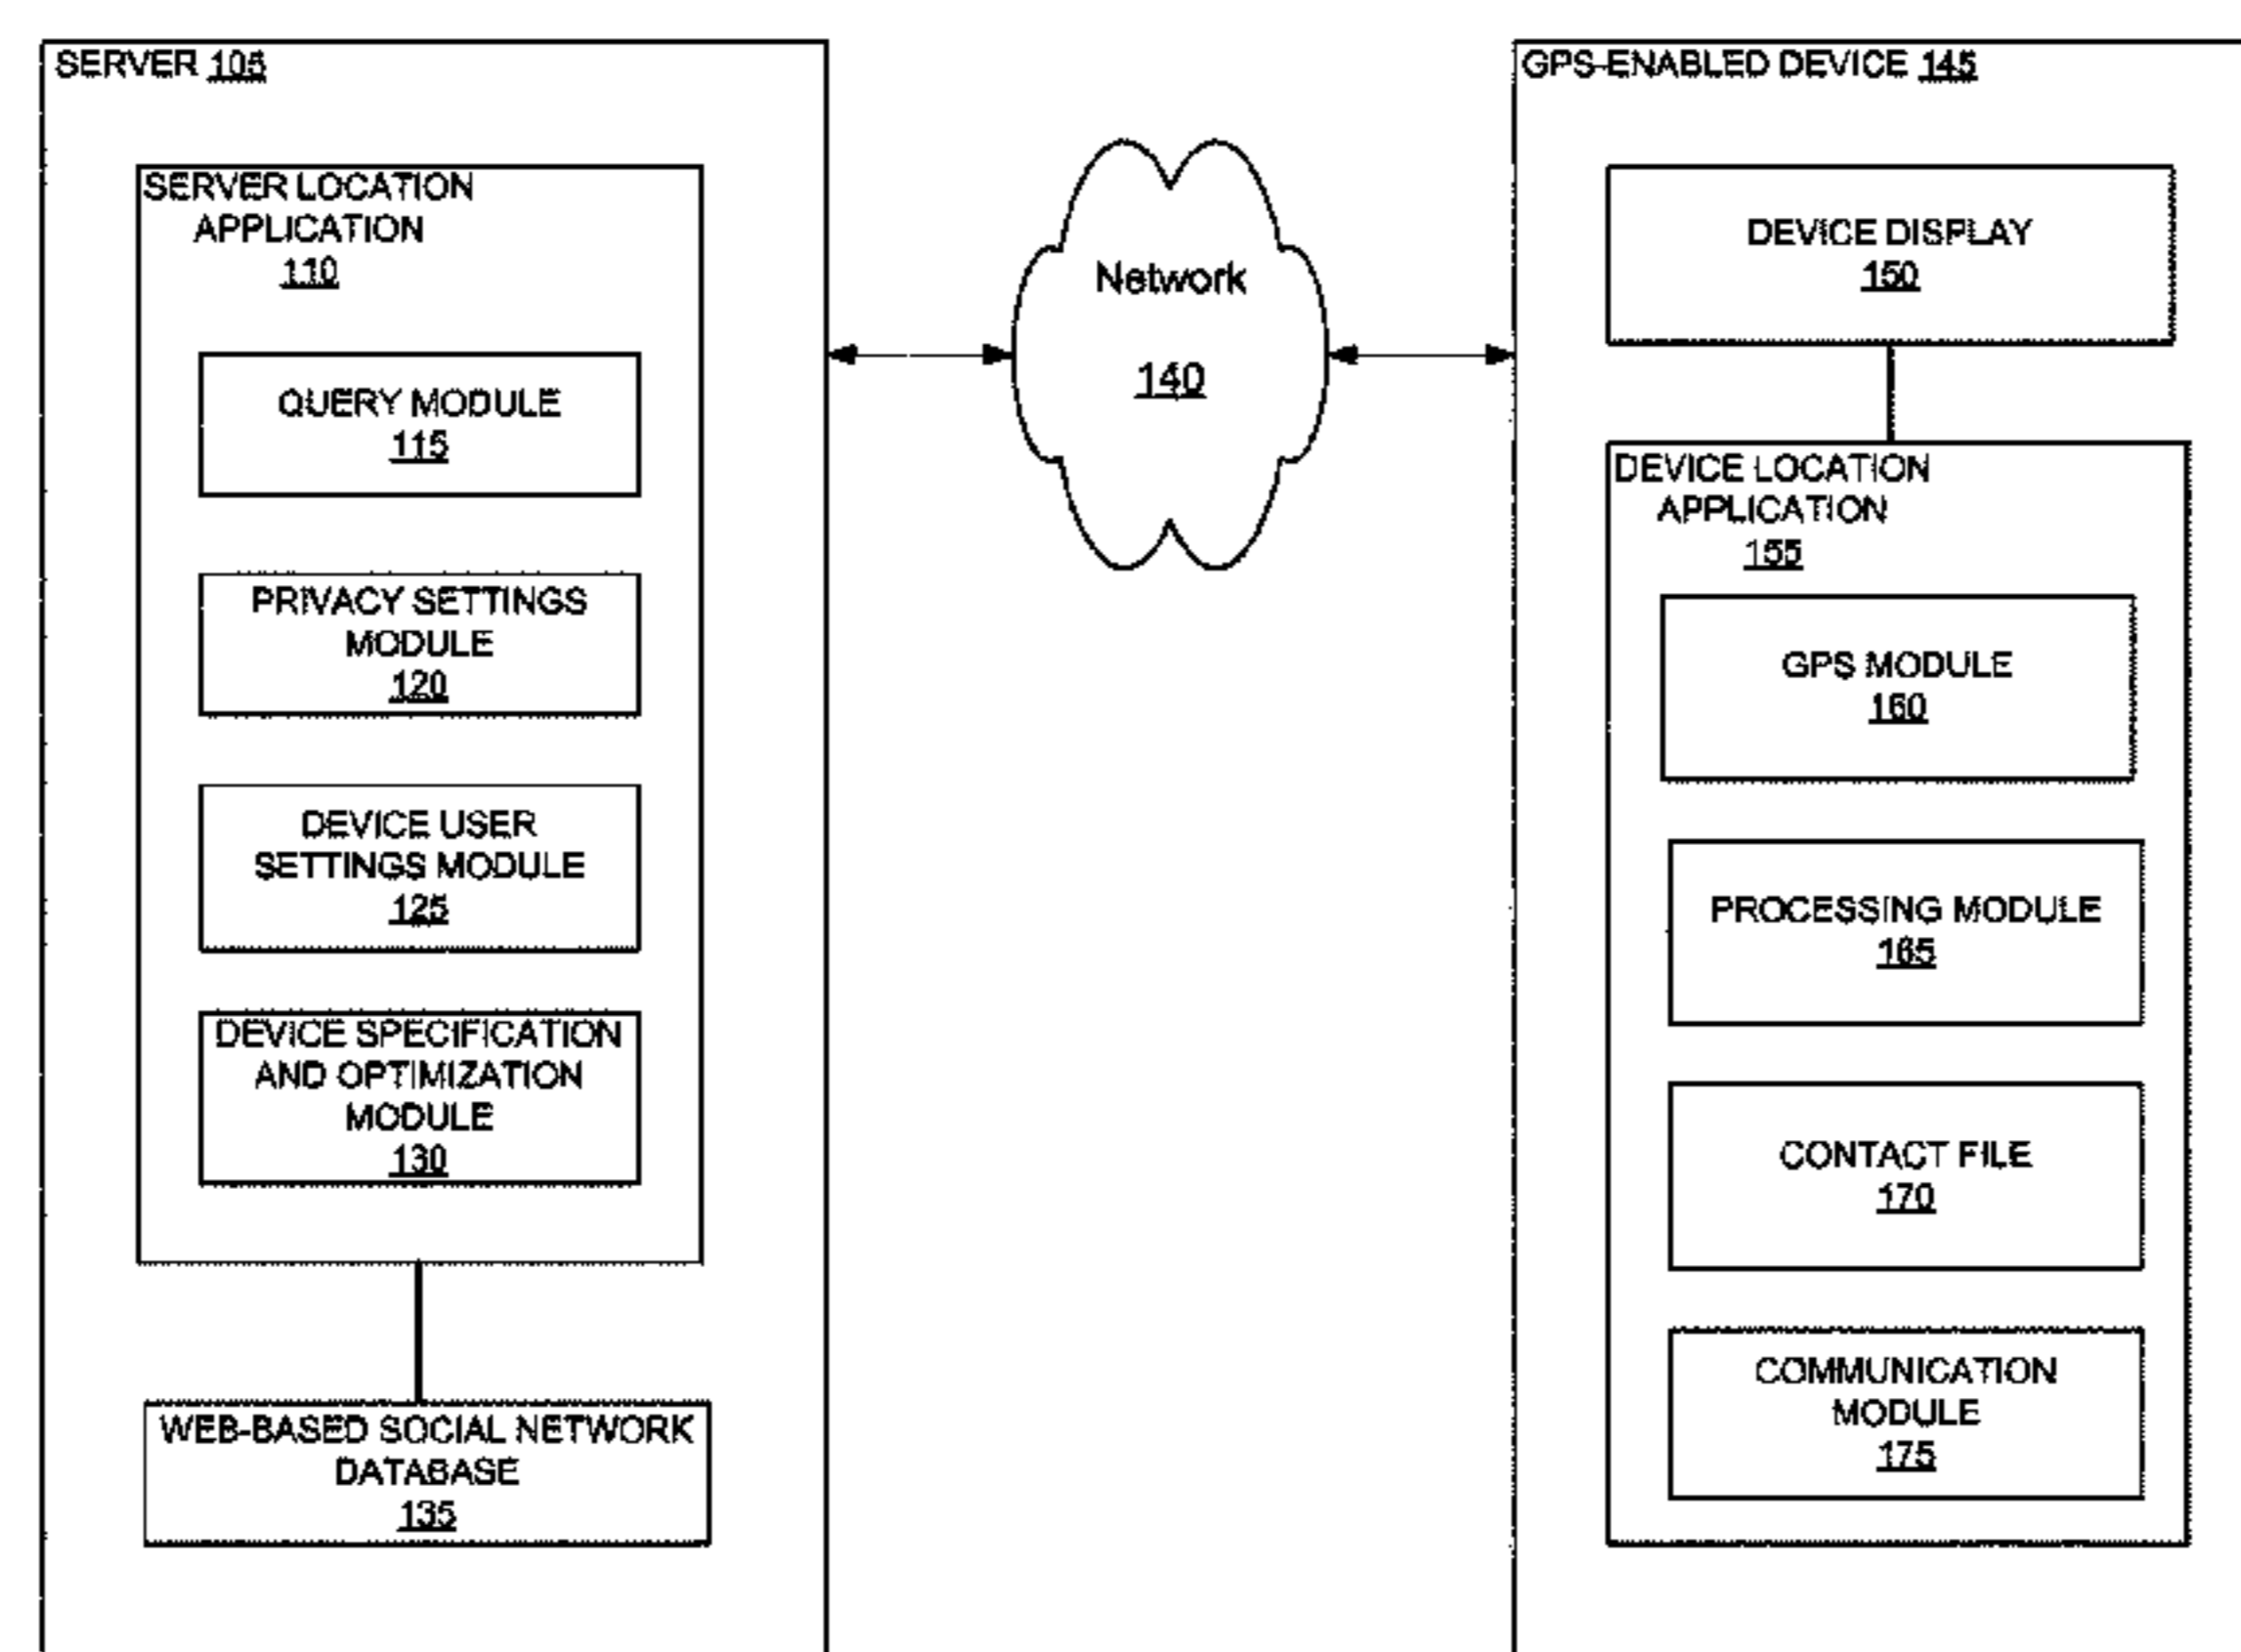 SERVER 105
SERVER LOCATION
APPLICATION
110
QUERY MODULE
115
PRIVACY SETTINGS
MODULE
120
DEVICE USER
SETTINGS MODULE
125
DEVICE SPECIFICATION
AND OPTIMIZATION
MODULE
130
WEB-BASED SOCIAL NETWORK
DATABASE
135
Network
140
GPS-ENABLED DEVICE 145
DEVICE DISPLAY
150
DEVICE LOCATION
APPLICATION
155
GPS MODULE
160
PROCESSING MODULE
165
CONTACT FILE
170
COMMUNICATION
MODULE
175